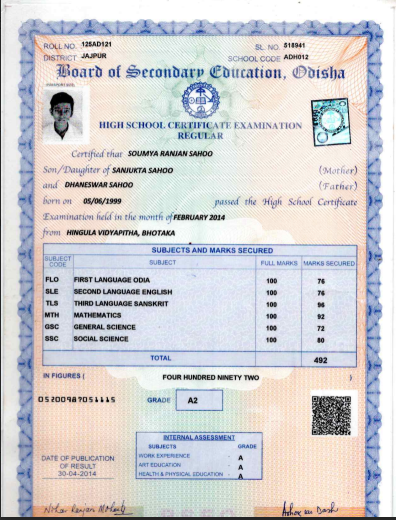 ROLL NO. 125AD121 SL. NO. 518941
DISTRICT JAJPUR SCHOOL CODE ADH012
Board of Secondary Education, Odisha
HIGH SCHOOL CERTIFICATE EXAMINATION
REGULAR
Certified that SOUMYA RANJAN SAHOO
Son/Daughter of SANJUKTA SAHOO (Mother)
and DHANESWAR SAHOO (Father)
born on 05/06/1999 passed the High School Certificate
Examination held in the month of FEBRUARY 2014
from HINGULA VIDYAPITHA, BHOTAKA
SUBJECTS AND MARKS SECURED
SUBJECT CODE SUBJECT FULL MARKS MARKS SECURED
FLO FIRST LANGUAGE ODIA 100 76
SLE SECOND LANGUAGE ENGLISH 100 76
TLS THIRD LANGUAGE SANSKRIT 100 96
MTH MATHEMATICS 100 92
GSC GENERAL SCIENCE 100 72
SSC SOCIAL SCIENCE 100 80
TOTAL 492
IN FIGURES ( FOUR HUNDRED NINETY TWO )
GRADE A2
INTERNAL ASSESSMENT
SUBJECTS GRADE
WORK EXPERIENCE A
ART EDUCATION A
HEALTH & PHYSICAL EDUCATION A
DATE OF PUBLICATION
OF RESULT
30-04-2014